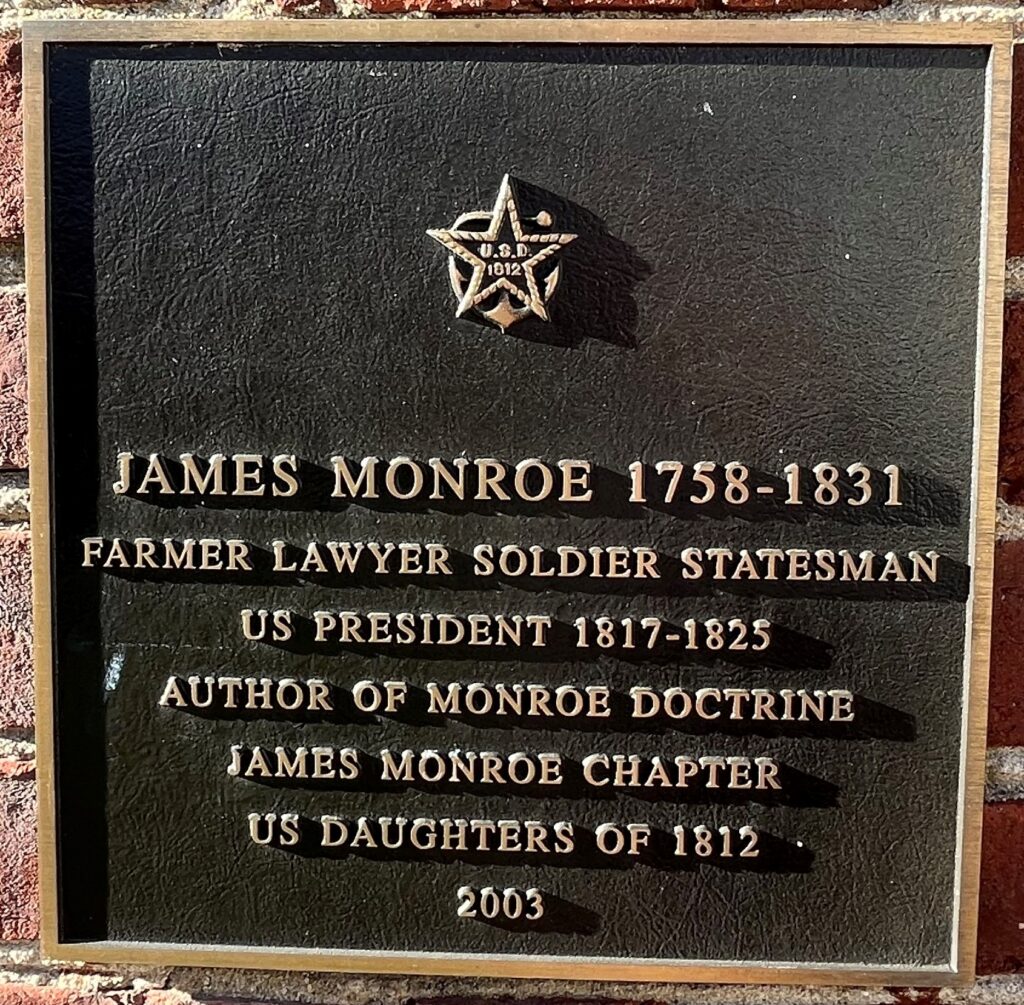 U.S.D.
1812
JAMES MONROE 1758-1831
FARMER LAWYER SOLDIER STATESMAN
US PRESIDENT 1817-1825
AUTHOR OF MONROE DOCTRINE
JAMES MONROE CHAPTER
US DAUGHTERS OF 1812
2003